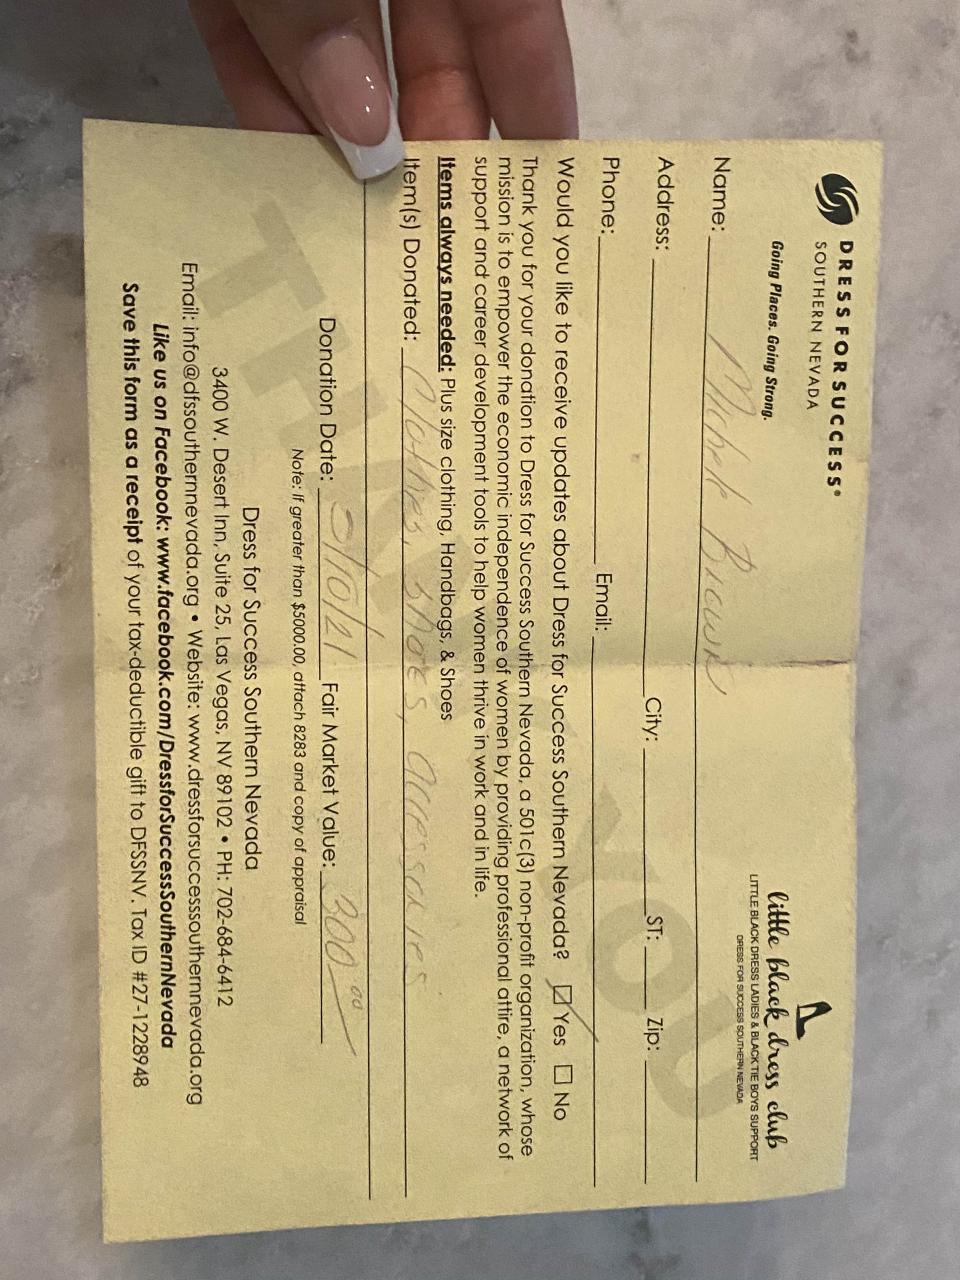 DRESS FOR SUCCESS®
SOUTHERN NEVADA
Going Places. Going Strong.
little black dress club
LITTLE BLACK DRESS LADIES & BLACK TIE BOYS SUPPORT
DRESS FOR SUCCESS SOUTHERN NEVADA
Name: Michele Brown
Address: City: ST: Zip:
Phone: Email:
Would you like to receive updates about Dress for Success Southern Nevada? ☑ Yes ☐ No
Thank you for your donation to Dress for Success Southern Nevada, a 501c(3) non-profit organization, whose
mission is to empower the economic independence of women by providing professional attire, a network of
support and career development tools to help women thrive in work and in life.
Items always needed: Plus size clothing, Handbags, & Shoes
Item(s) Donated: Clothes, shoes, accessories
Donation Date: Fair Market Value: 300.00
Note: If greater than $5000.00, attach 8283 and copy of appraisal
Dress for Success Southern Nevada
3400 W. Desert Inn, Suite 25, Las Vegas, NV 89102 • PH: 702-684-6412
Email: info@dfssouthernnevada.org • Website: www.dressforsuccesssouthernnevada.org
Like us on Facebook: www.facebook.com/DressforSuccessSouthernNevada
Save this form as a receipt of your tax-deductible gift to DFSSNV. Tax ID #27-1228948
THANK YOU